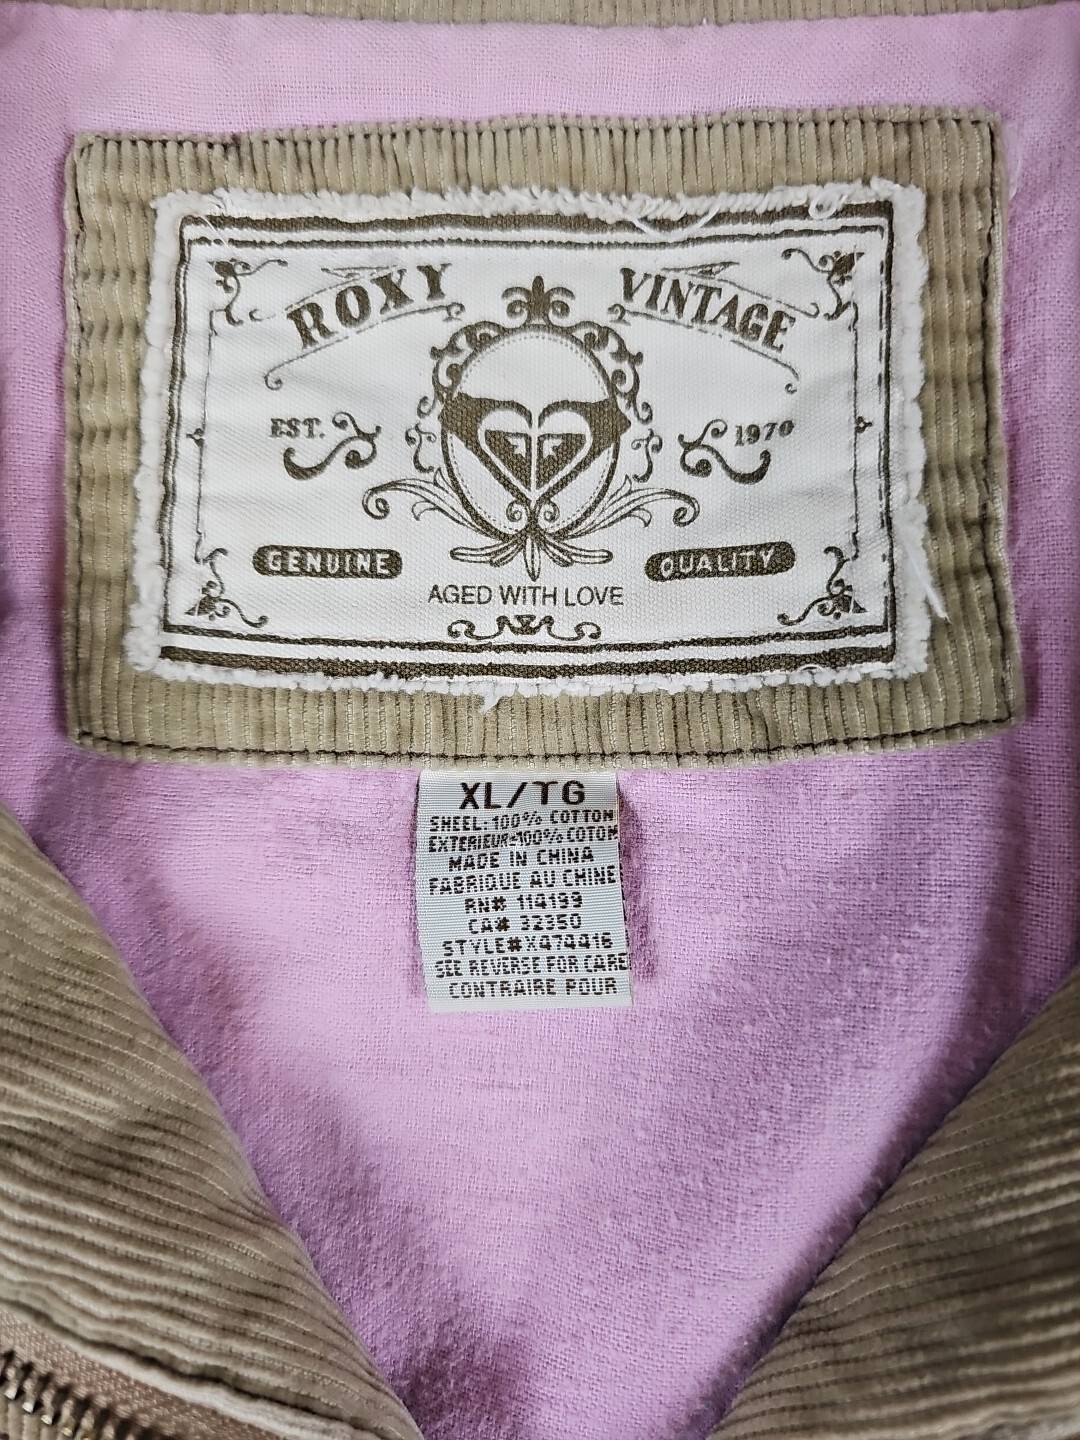 ROXY VINTAGE
EST. 1970
GENUINE QUALITY
AGED WITH LOVE
XL/TG
SHEEL: 100% COTTON
EXTERIEUR:100% COTON
MADE IN CHINA
FABRIQUE AU CHINE
RN# 114199
CA# 32350
STYLE#X474416
SEE REVERSE FOR CARE
CONTRAIRE POUR